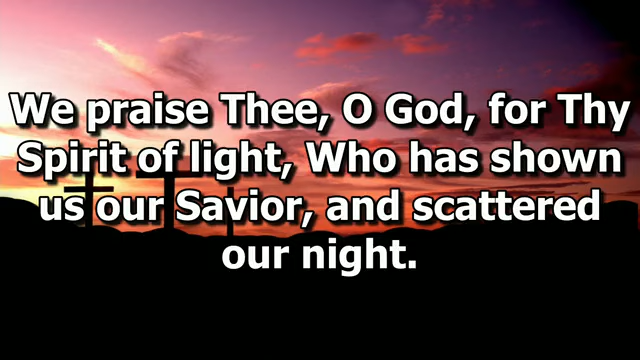 We praise Thee, O God, for Thy
Spirit of light, Who has shown
us our Savior, and scattered
our night.